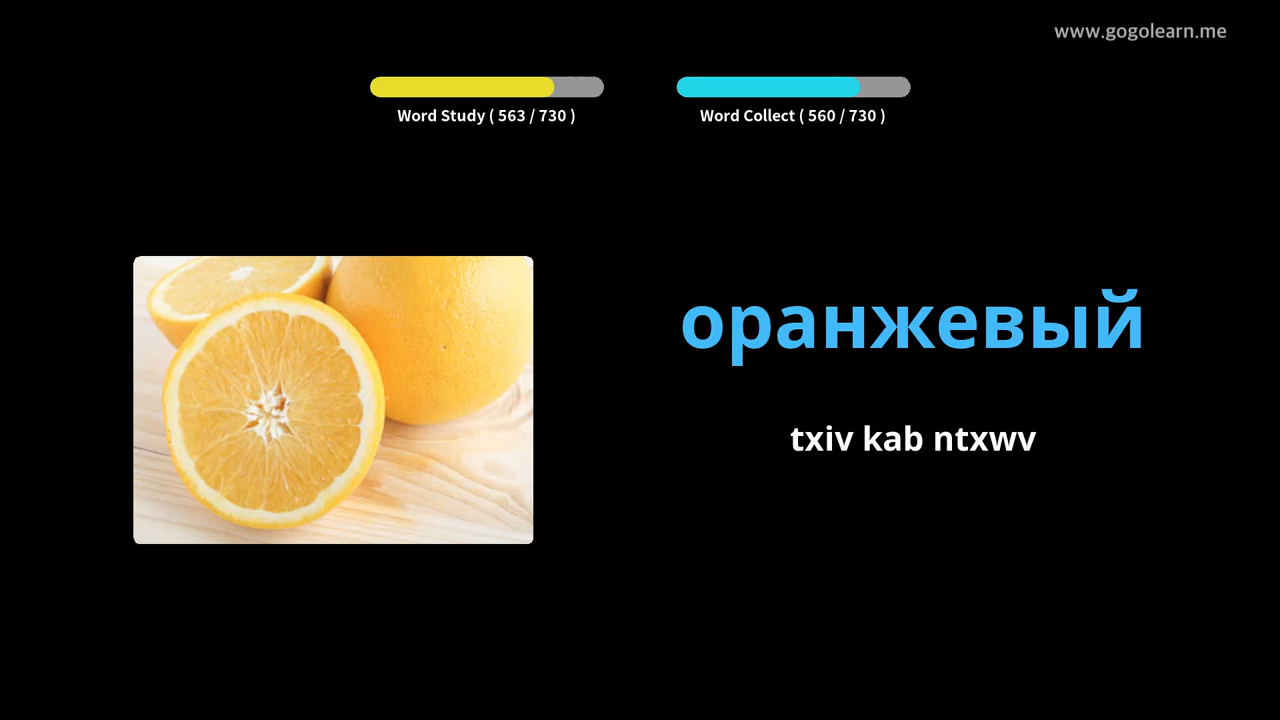 www.gogolearn.me
Word Study ( 563 / 730 )
Word Collect ( 560 / 730 )
оранжевый
txiv kab ntxwv